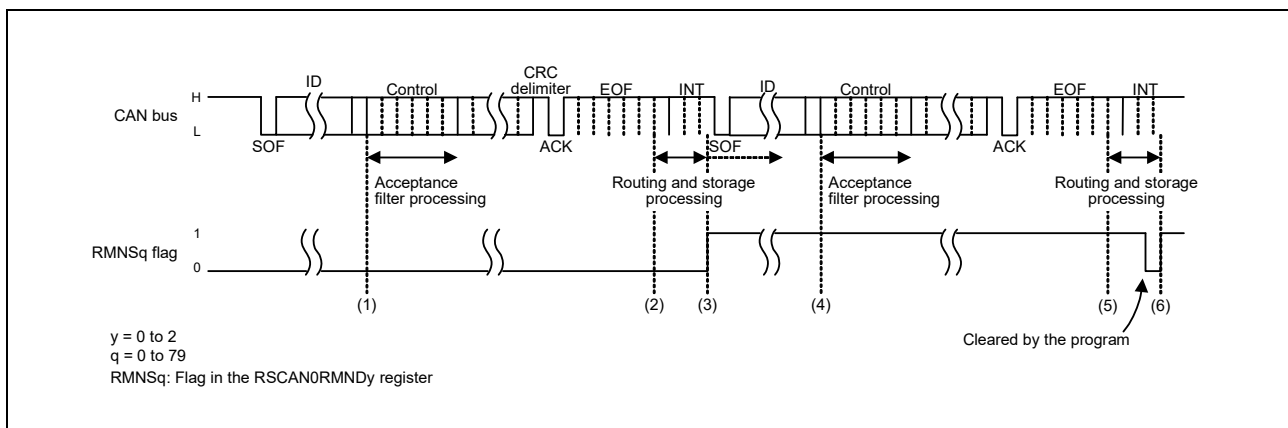 ID
Control
CRC
delimiter
EOF
INT
ID
Control
EOF
INT
H
CAN bus
L
SOF
ACK
SOF
ACK
Acceptance
filter processing
Routing and storage
processing
Acceptance
filter processing
Routing and storage
processing
1
RMNSq flag
0
(1)
(2)
(3)
(4)
(5)
(6)
Cleared by the program
y = 0 to 2
q = 0 to 79
RMNSq: Flag in the RSCAN0RMNDy register